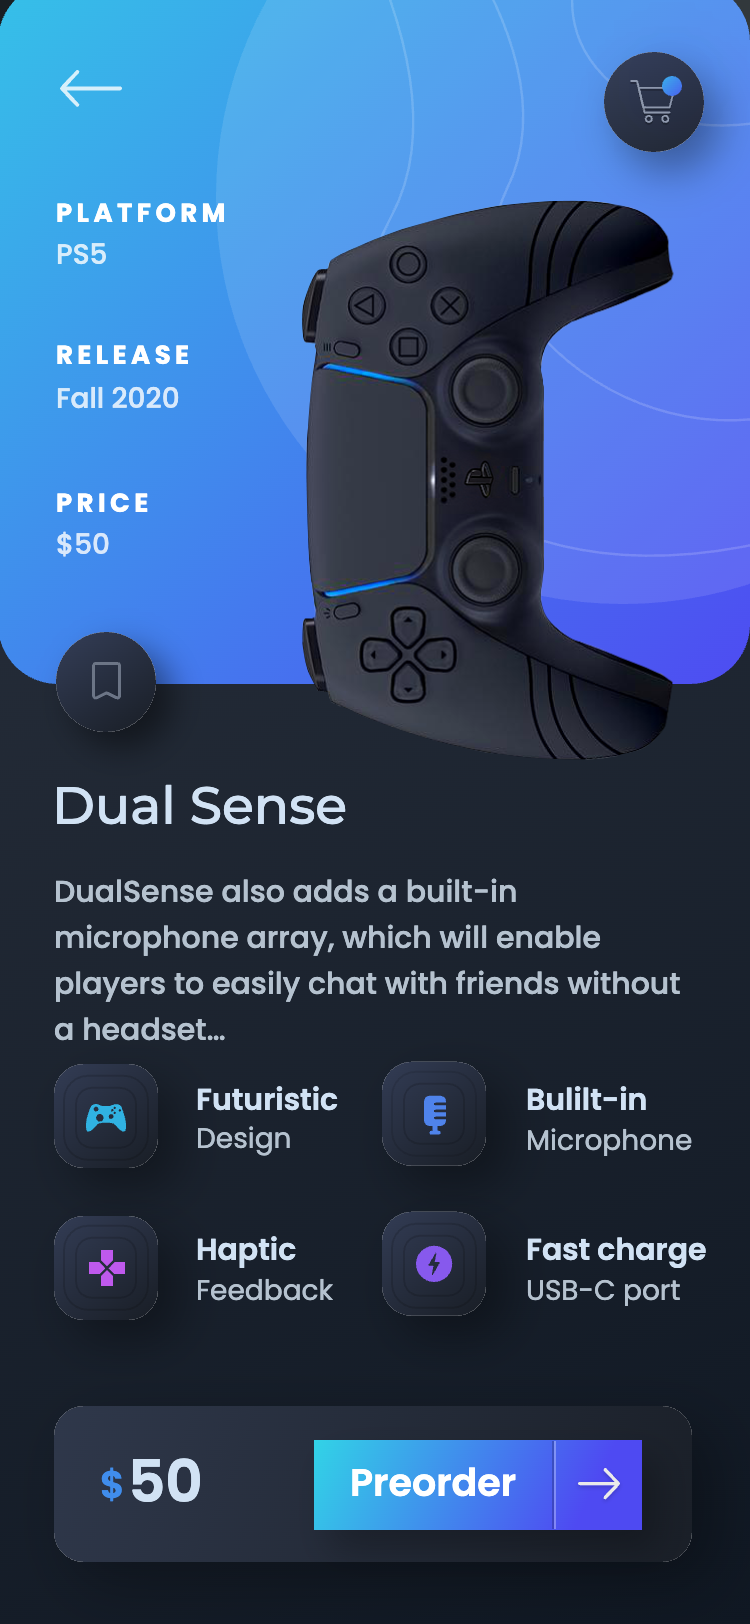 PLATFORM
PS5
RELEASE
Fall 2020
PRICE
$50
Dual Sense
DualSense also adds a built-in
microphone array, which will enable
players to easily chat with friends without
a headset...
Futuristic
Design
Bulilt-in
Microphone
Haptic
Feedback
Fast charge
USB-C port
$50
Preorder